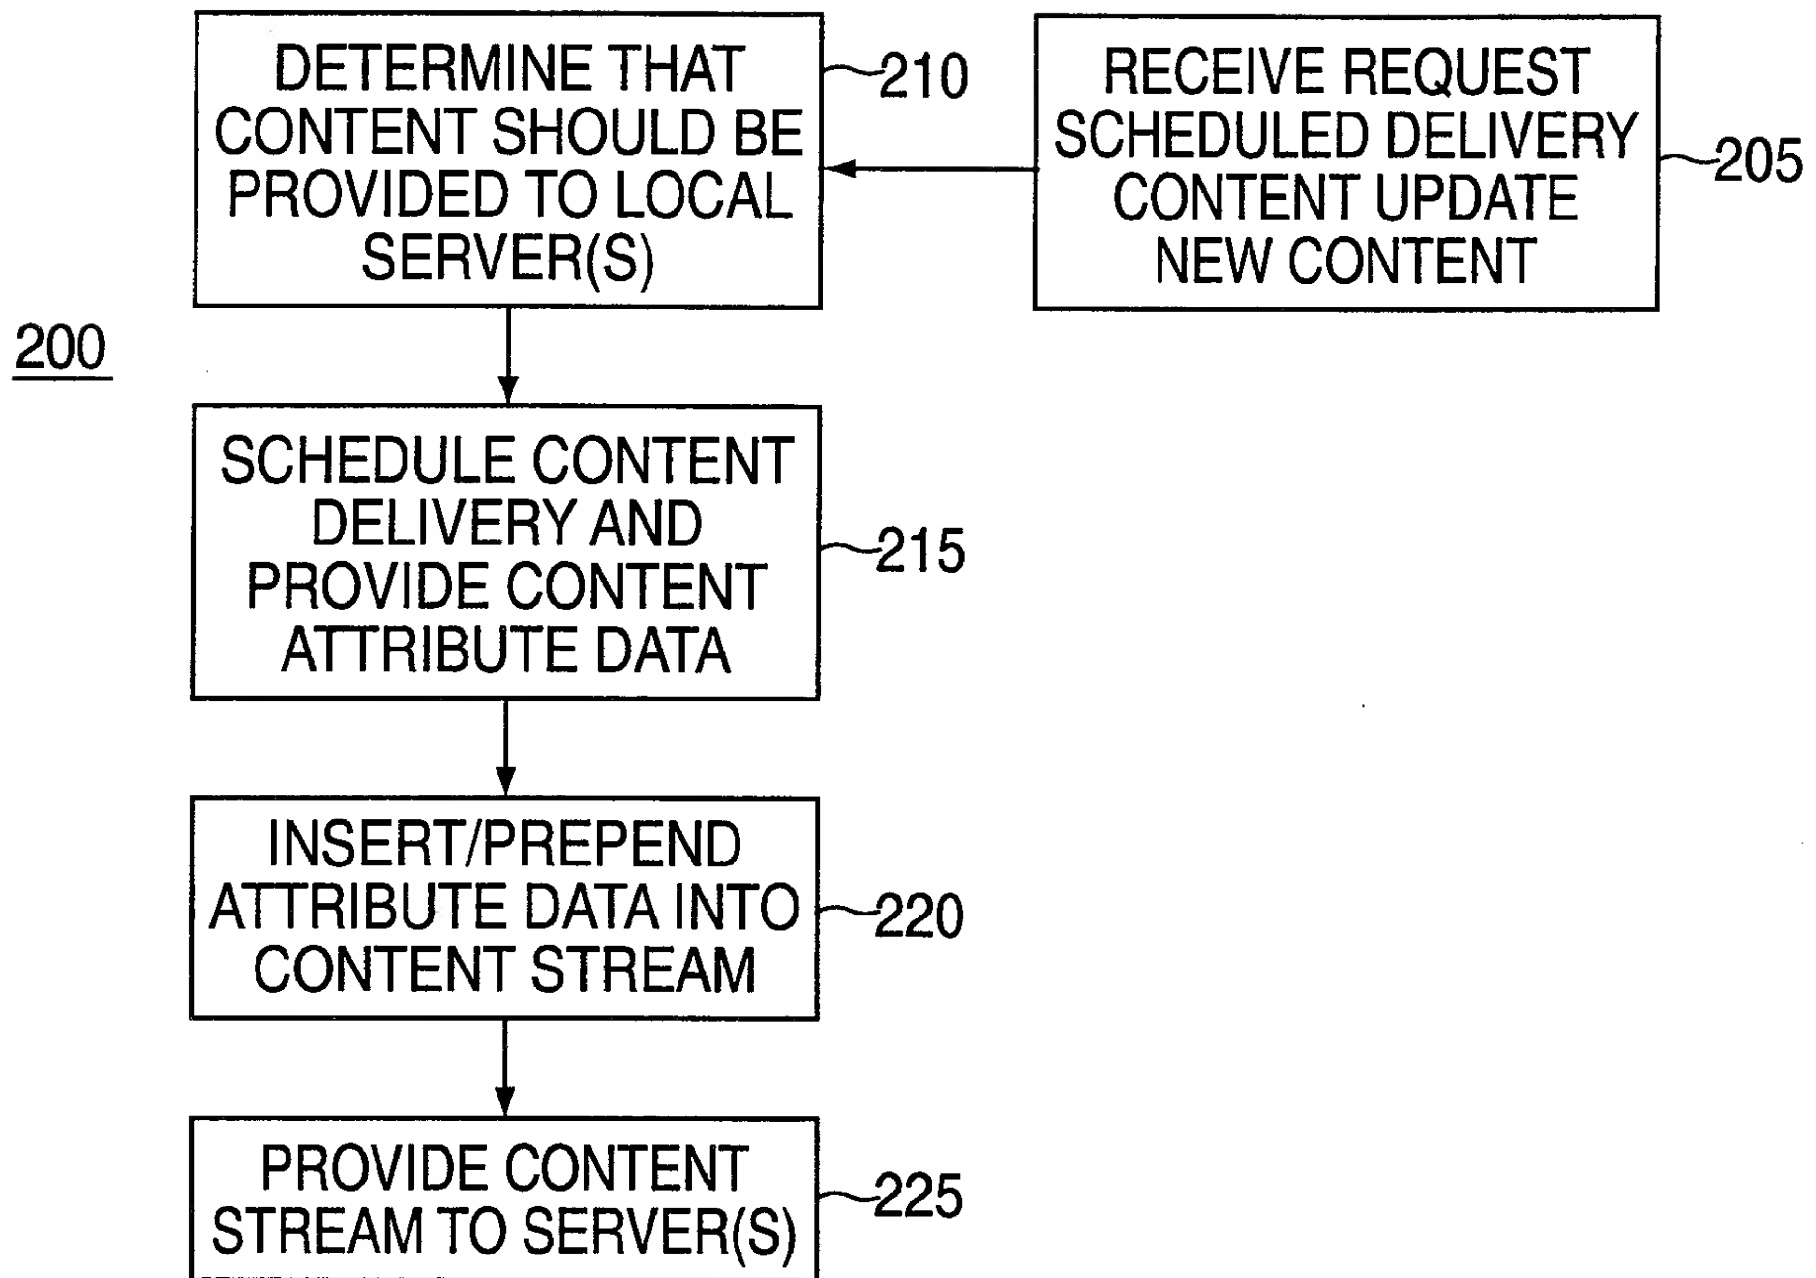 DETERMINE THAT
CONTENT SHOULD BE
PROVIDED TO LOCAL
SERVER(S)
210
RECEIVE REQUEST
SCHEDULED DELIVERY
CONTENT UPDATE
NEW CONTENT
205
200
SCHEDULE CONTENT
DELIVERY AND
PROVIDE CONTENT
ATTRIBUTE DATA
215
INSERT/PREPEND
ATTRIBUTE DATA INTO
CONTENT STREAM
220
PROVIDE CONTENT
STREAM TO SERVER(S)
225